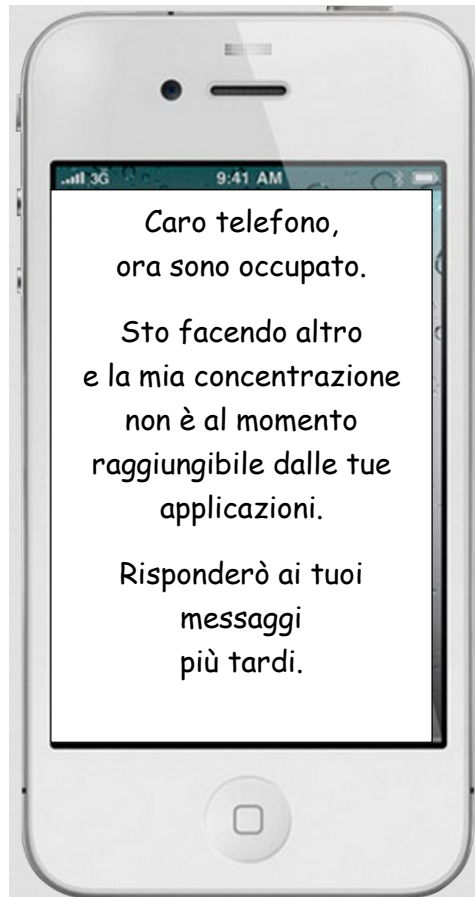 3G 9:41 AM
Caro telefono,
ora sono occupato.
Sto facendo altro
e la mia concentrazione
non è al momento
raggiungibile dalle tue
applicazioni.
Risponderò ai tuoi
messaggi
più tardi.